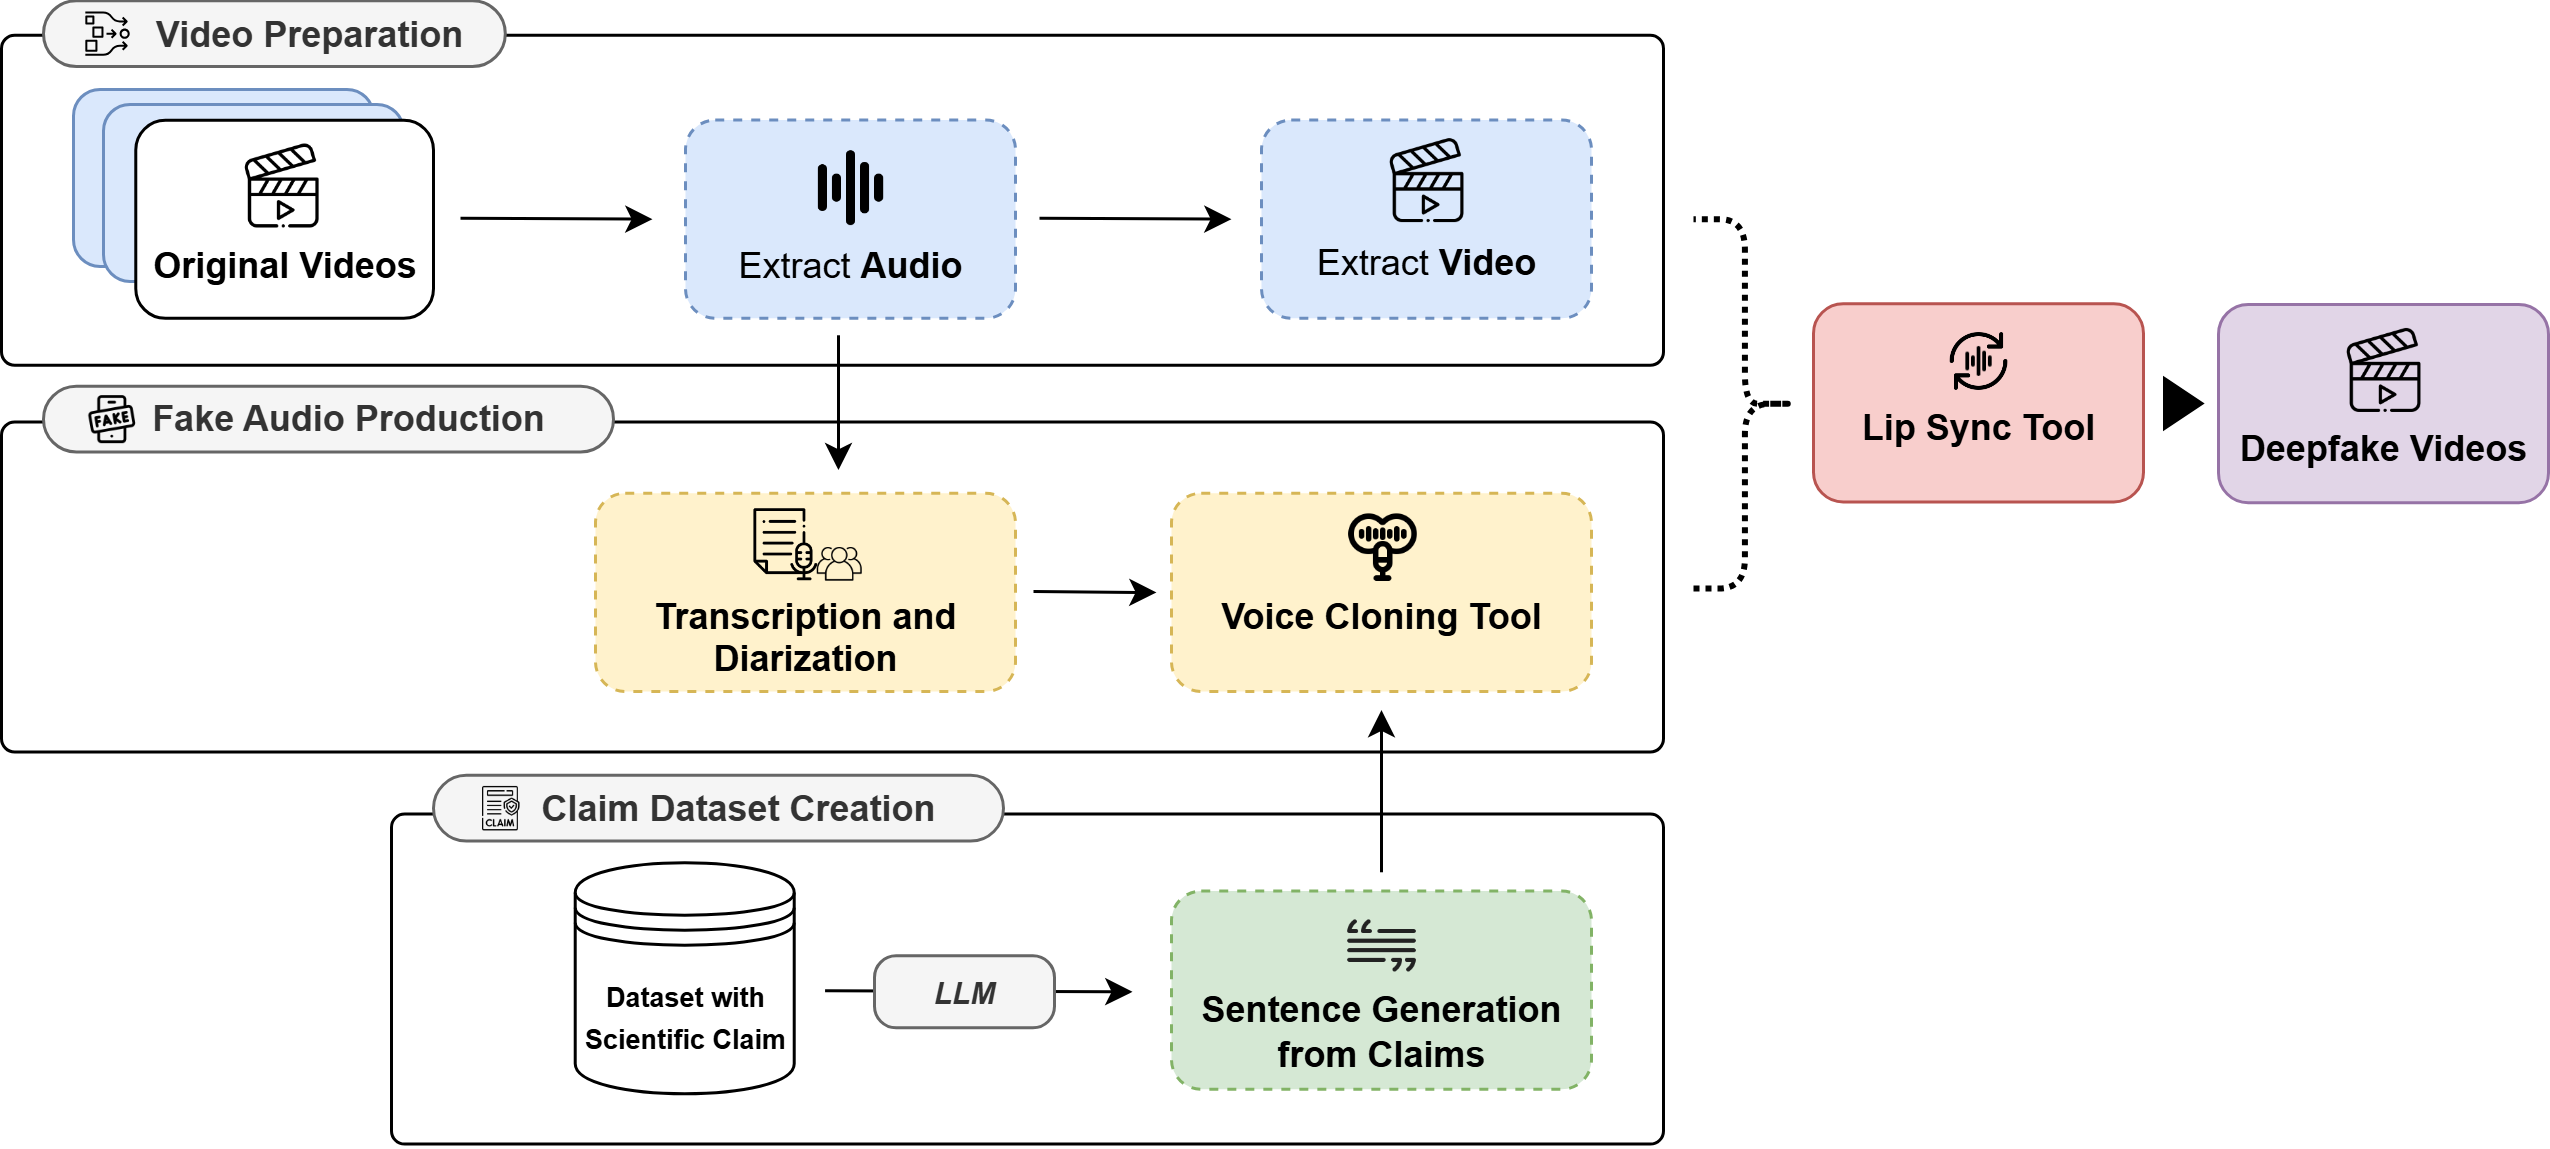 Video Preparation
Original Videos
Extract Audio
Extract Video
FAKE
Fake Audio Production
Transcription and
Diarization
Voice Cloning Tool
Lip Sync Tool
Deepfake Videos
CLAIM
Claim Dataset Creation
Dataset with
Scientific Claim
LLM
Sentence Generation
from Claims